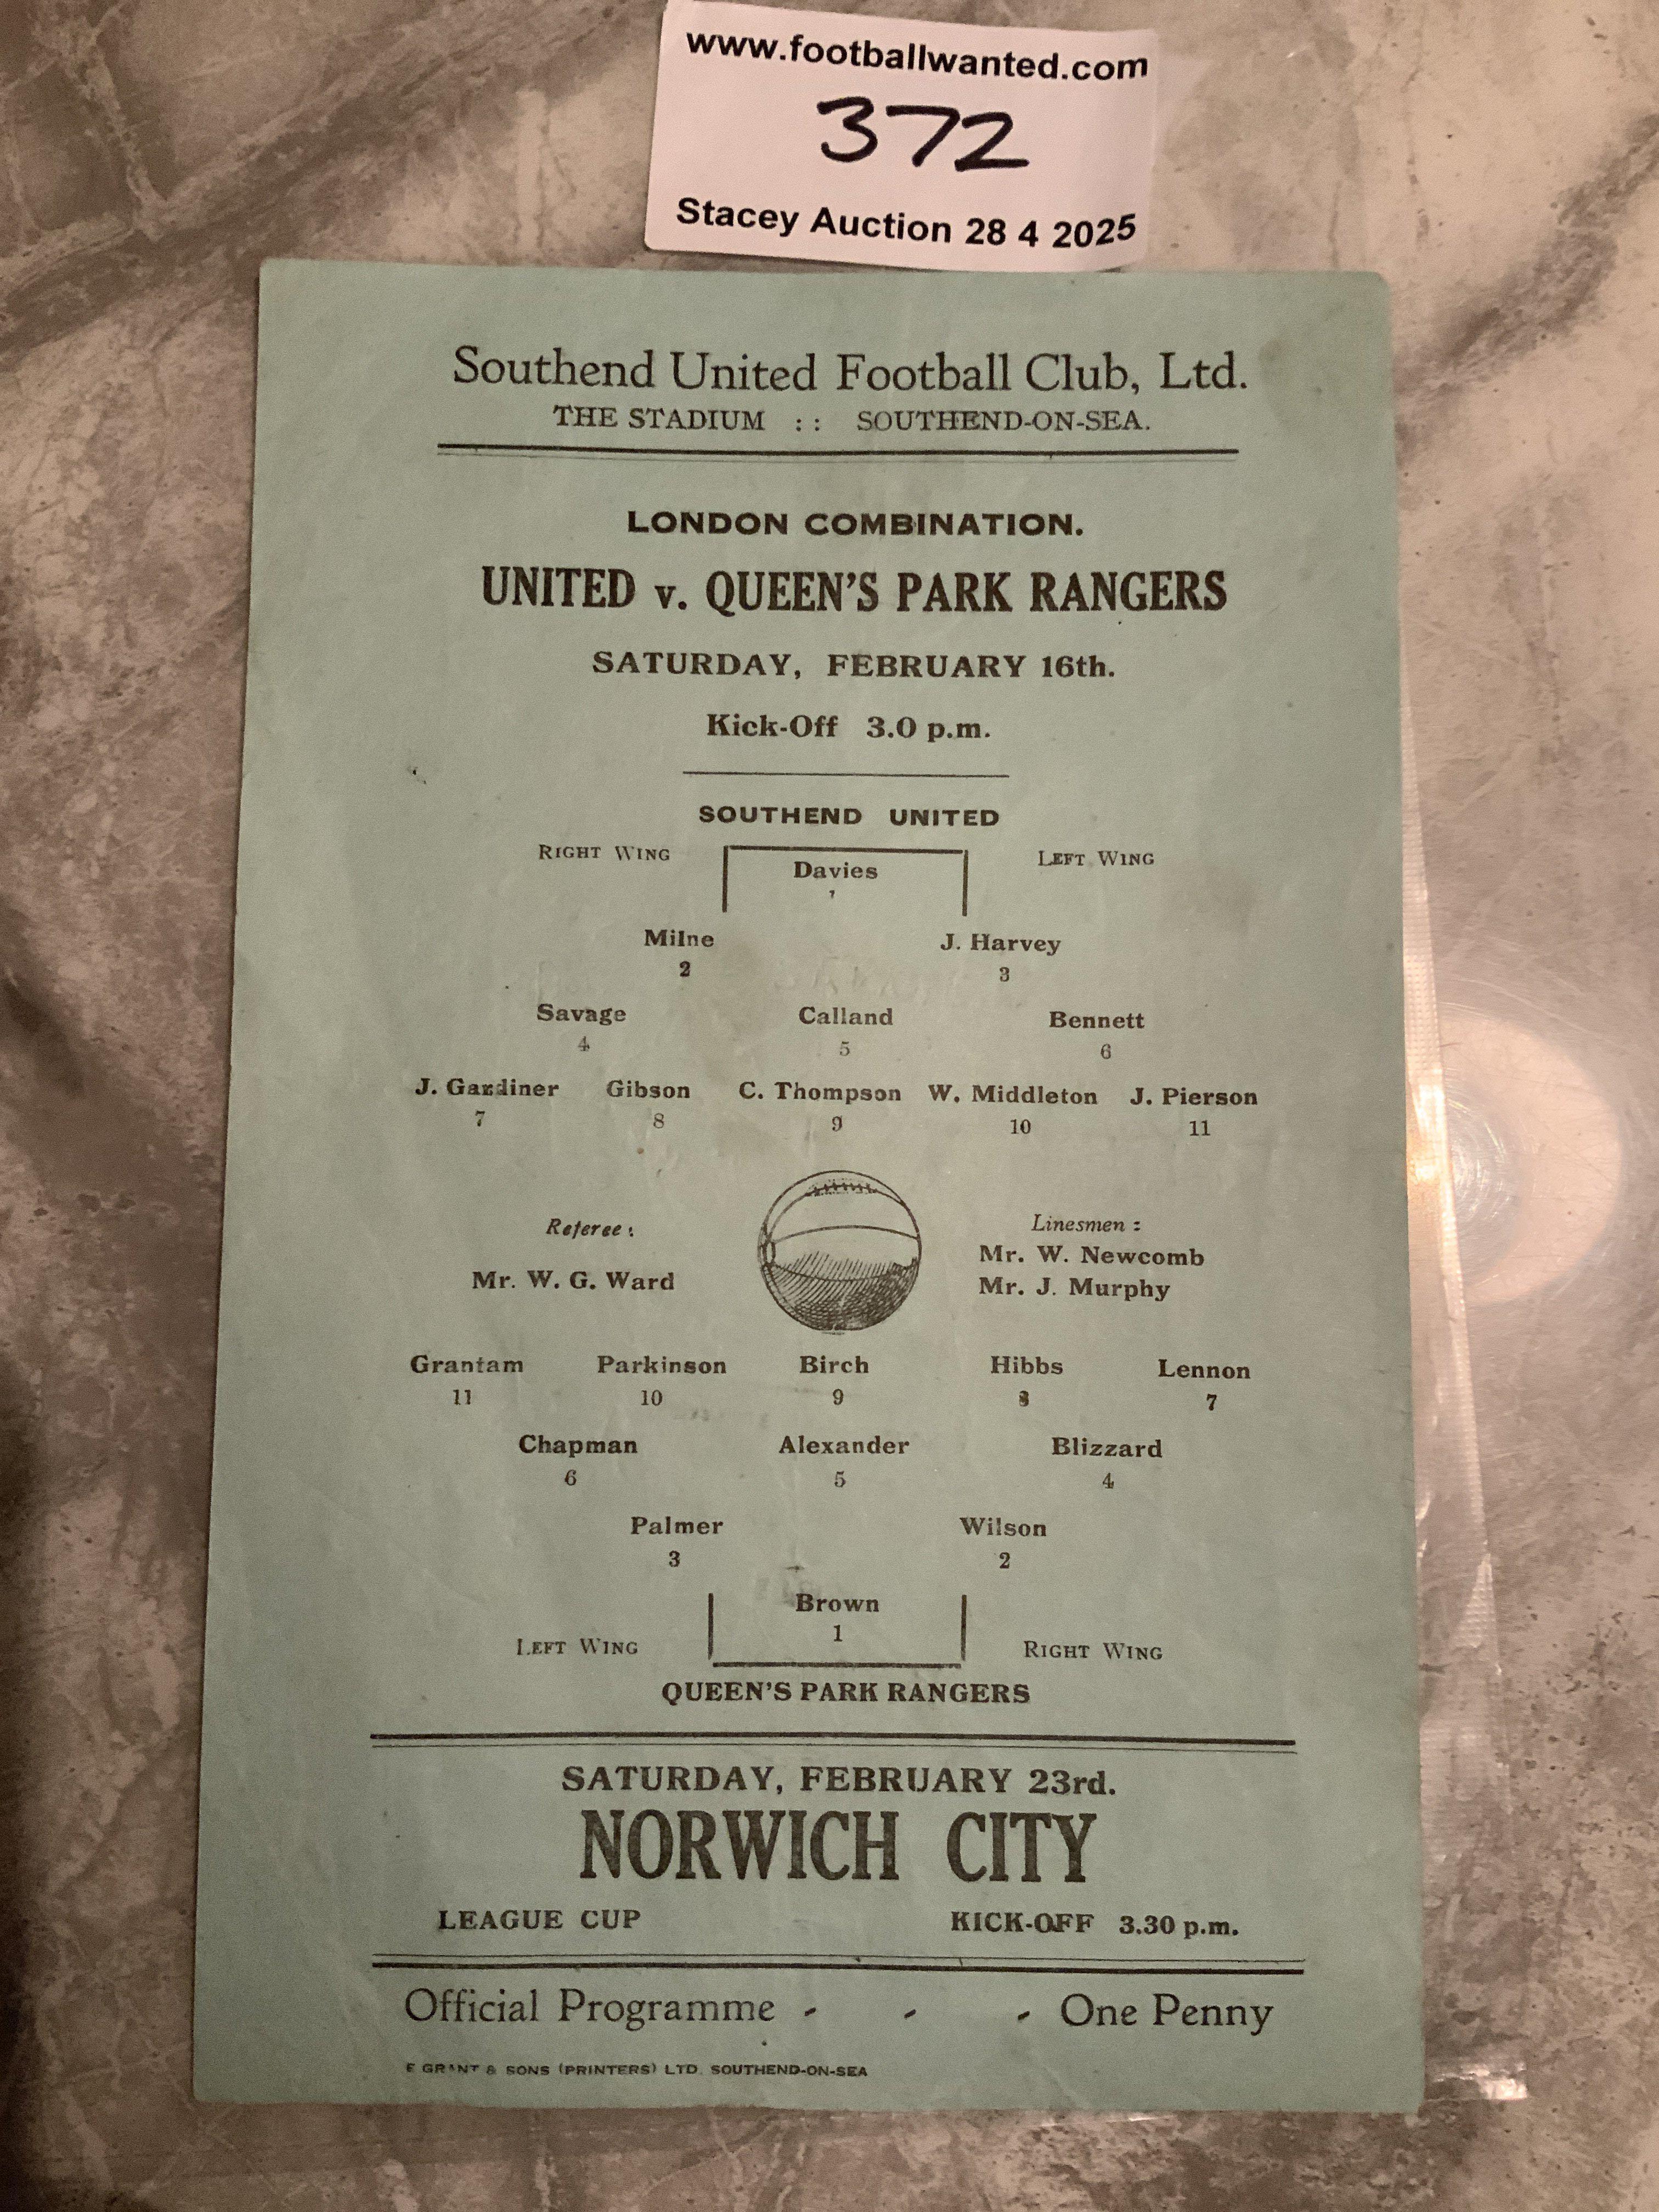 www.footballwanted.com
372
Stacey Auction 28 4 2025
Southend United Football Club, Ltd.
THE STADIUM :: SOUTHEND-ON-SEA.
LONDON COMBINATION.
UNITED v. QUEEN'S PARK RANGERS
SATURDAY, FEBRUARY 16th.
Kick-Off 3.0 p.m.
SOUTHEND UNITED
RIGHT WING LEFT WING
Davies
1
Milne J. Harvey
2 3
Savage Calland Bennett
4 5 6
J. Gardiner Gibson C. Thompson W. Middleton J. Pierson
7 8 9 10 11
Referee: Linesmen:
Mr. W. Newcomb
Mr. W. G. Ward Mr. J. Murphy
Grantam Parkinson Birch Hibbs Lennon
11 10 9 8 7
Chapman Alexander Blizzard
6 5 4
Palmer Wilson
3 2
Brown
1
LEFT WING RIGHT WING
QUEEN'S PARK RANGERS
SATURDAY, FEBRUARY 23rd.
NORWICH CITY
LEAGUE CUP KICK-OFF 3.30 p.m.
Official Programme - - - One Penny
E GRANT & SONS (PRINTERS) LTD. SOUTHEND-ON-SEA